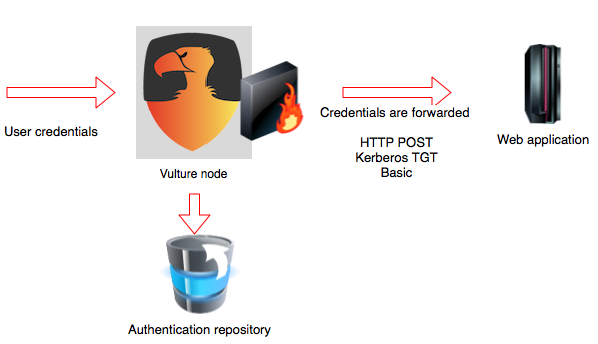 User credentials
Vulture node
Credentials are forwarded
HTTP POST
Kerberos TGT
Basic
Web application
Authentication repository